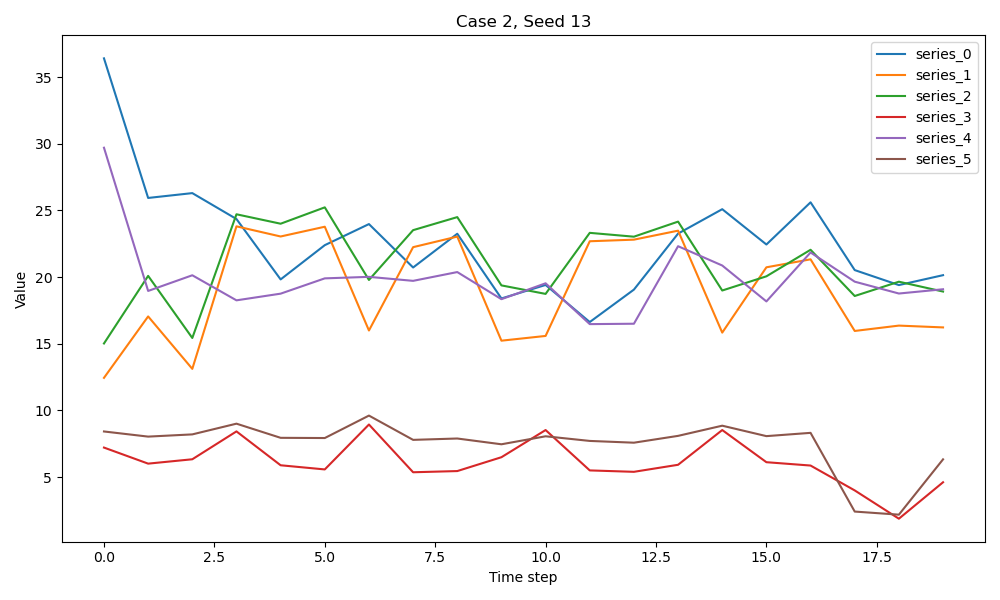 Case 2, Seed 13
series_0
series_1
series_2
series_3
series_4
series_5
Value
35
30
25
20
15
10
5
0.0 2.5 5.0 7.5 10.0 12.5 15.0 17.5
Time step